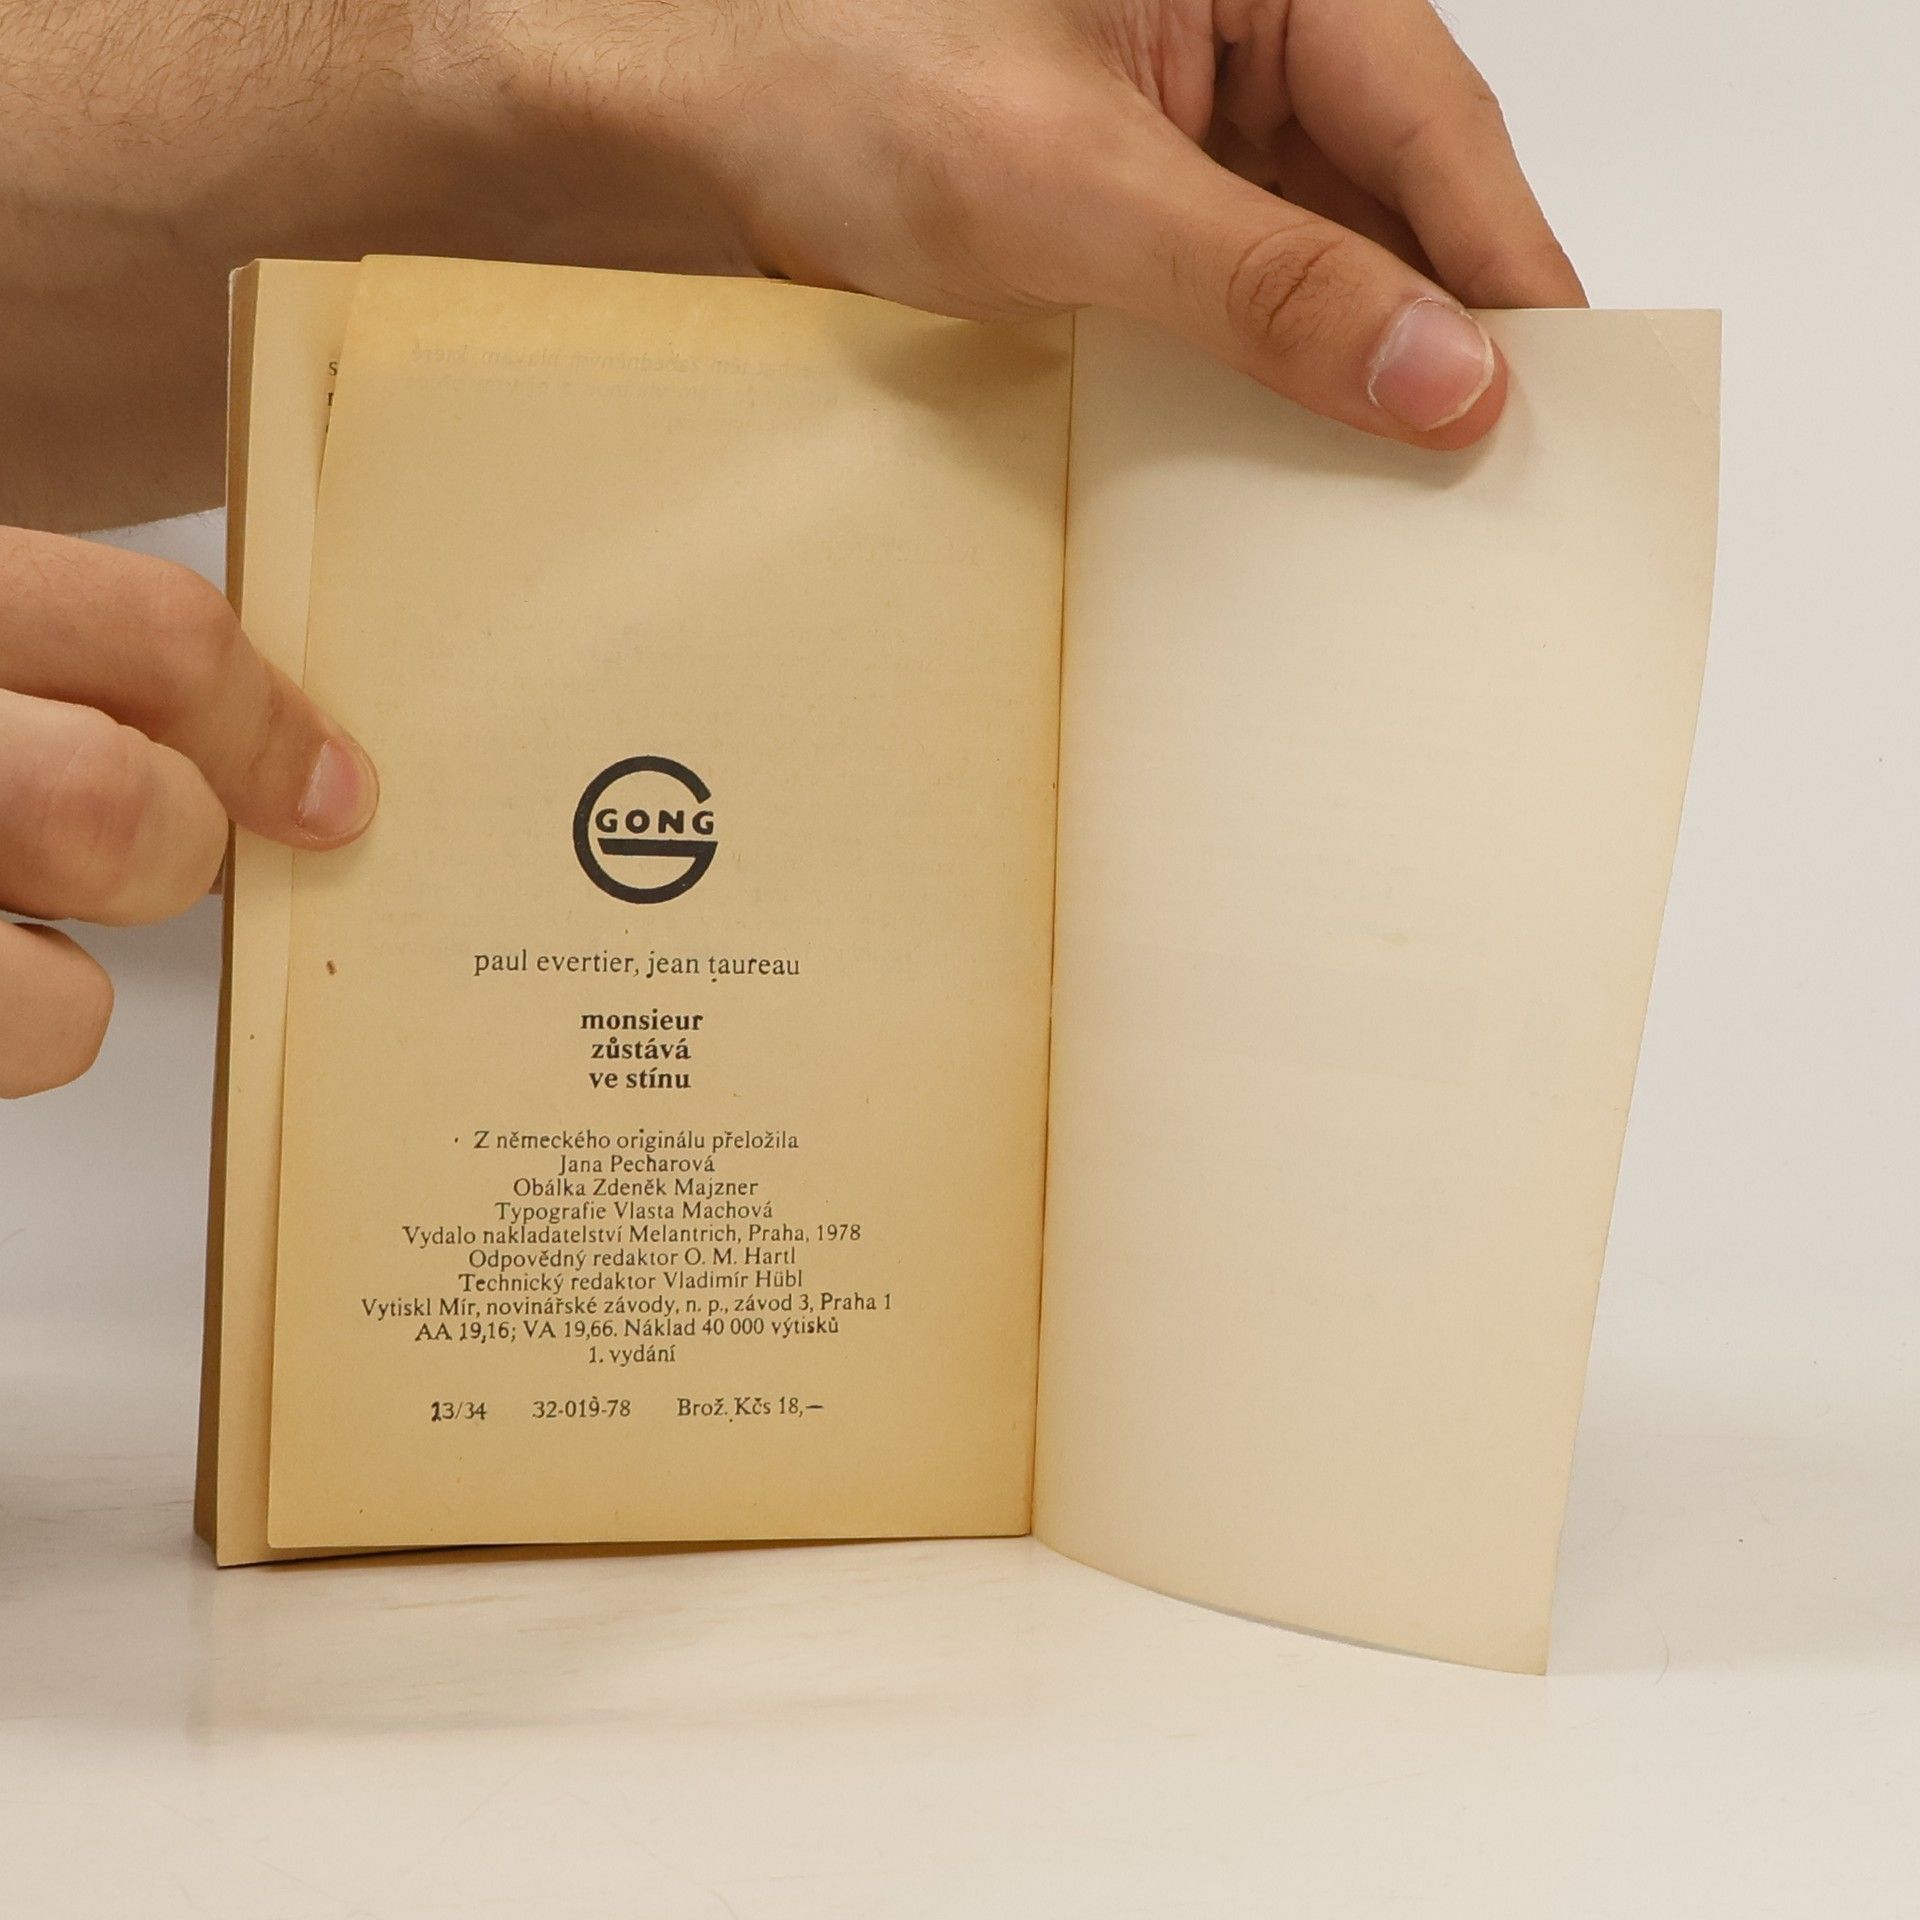 GONG
paul evertier, jean taureau
monsieur
zůstává
ve stínu
Z německého originálu přeložila
Jana Pecharová
Obálka Zdeněk Majzner
Typografie Vlasta Machová
Vydalo nakladatelství Melantrich, Praha, 1978
Odpovědný redaktor O. M. Hartl
Technický redaktor Vladimír Hübl
Vytiskl Mír, novinářské závody, n. p., závod 3, Praha 1
AA 19,16; VA 19,66. Náklad 40 000 výtisků
1. vydání
13/34 32-019-78 Brož. Kčs 18,—